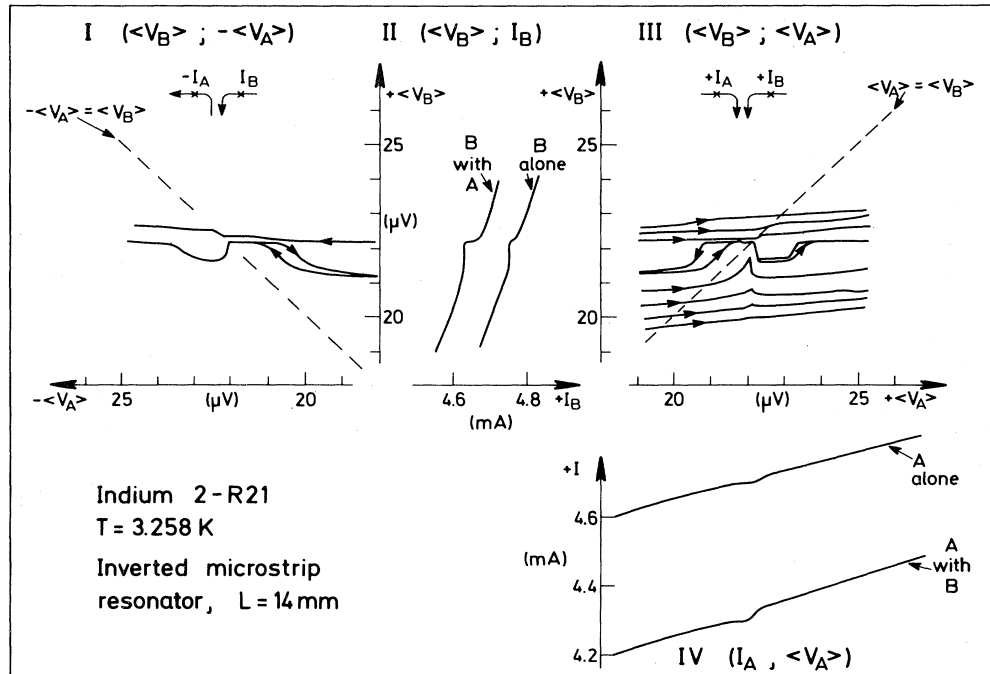 I (<V_B> ; -<V_A>)
II (<V_B> ; I_B)
III (<V_B> ; <V_A>)
-I_A
I_B
+<V_B>
+<V_B>
+I_A
+I_B
-<V_A> = <V_B>
<V_A> = <V_B>
25
B with A
B alone
25
(µV)
(µV)
20
20
-<V_A>
25
(µV)
20
4.6
4.8
+I_B
(mA)
20
(µV)
25
+<V_A>
+I
A alone
4.6
(mA)
4.4
4.2
A with B
Indium 2-R21
T = 3.258 K
Inverted microstrip
resonator, L = 14 mm
IV (I_A , <V_A>)